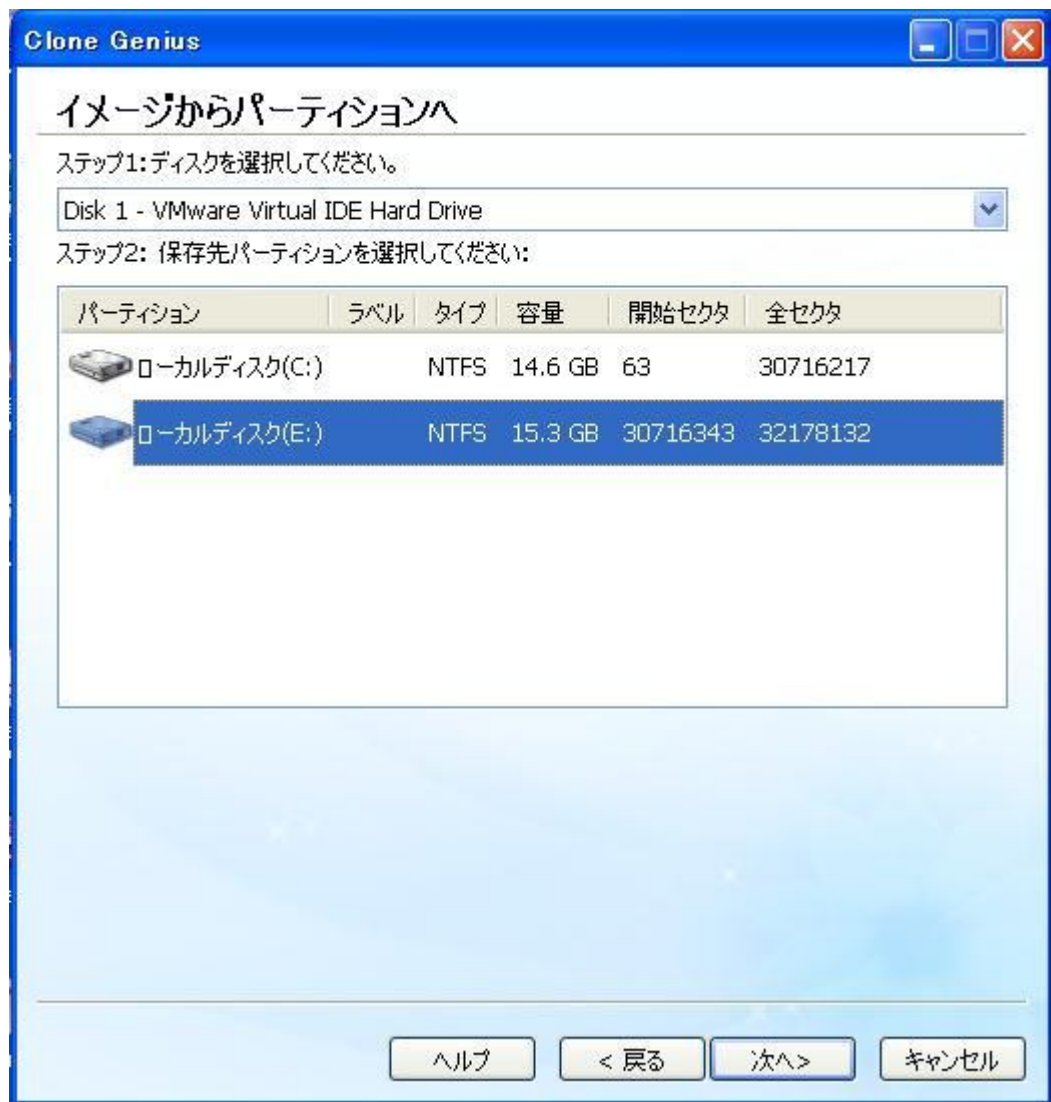 Clone Genius
イメージからパーティションへ
ステップ1:ディスクを選択してください。
Disk 1 - VMware Virtual IDE Hard Drive
ステップ2: 保存先パーティションを選択してください:
パーティション ラベル タイプ 容量 開始セクタ 全セクタ
ローカルディスク(C:) NTFS 14.6 GB 63 30716217
ローカルディスク(E:) NTFS 15.3 GB 30716343 32178132
ヘルプ < 戻る 次へ> キャンセル